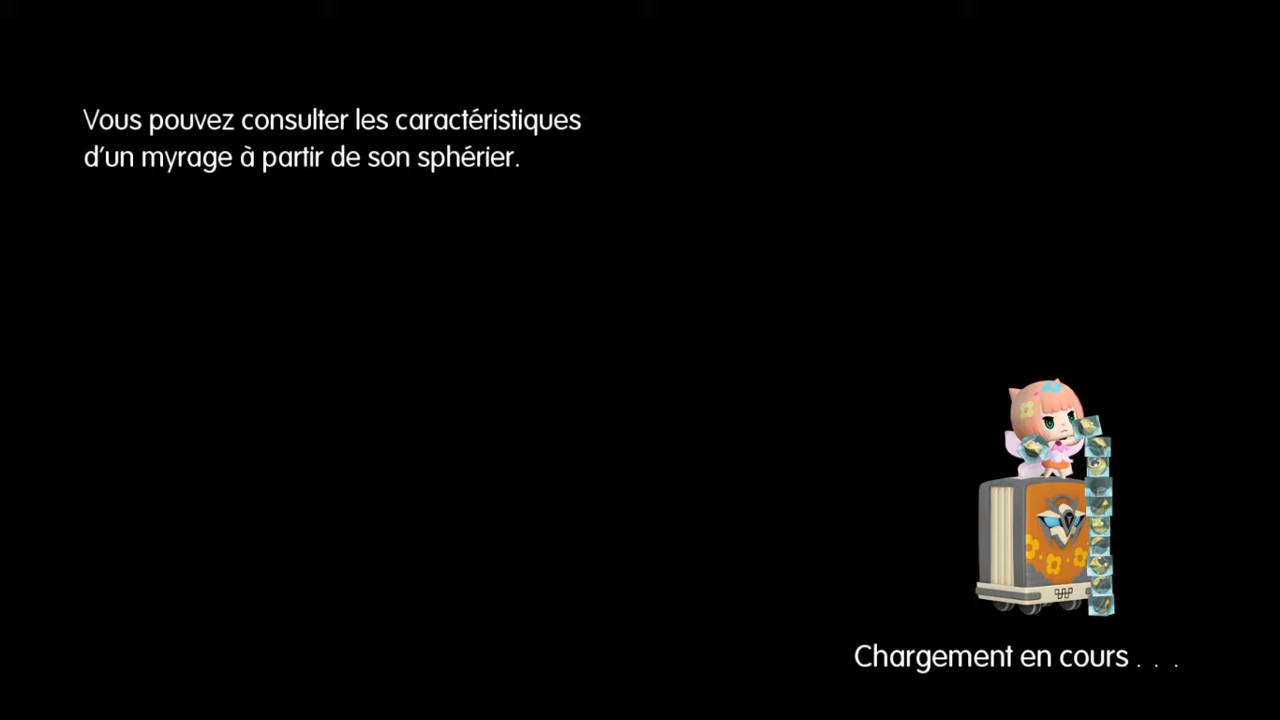 Vous pouvez consulter les caractéristiques
d'un myrage à partir de son sphérier.
Chargement en cours . . .